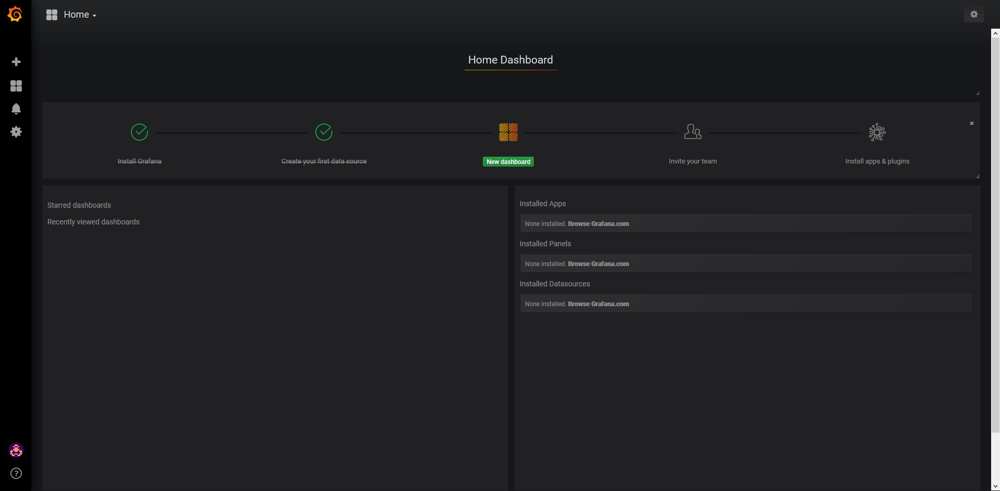 Home
Home Dashboard
Install Grafana
Create your first data source
New dashboard
Invite your team
Install apps & plugins
Starred dashboards
Recently viewed dashboards
Installed Apps
None installed. Browse Grafana.com
Installed Panels
None installed. Browse Grafana.com
Installed Datasources
None installed. Browse Grafana.com